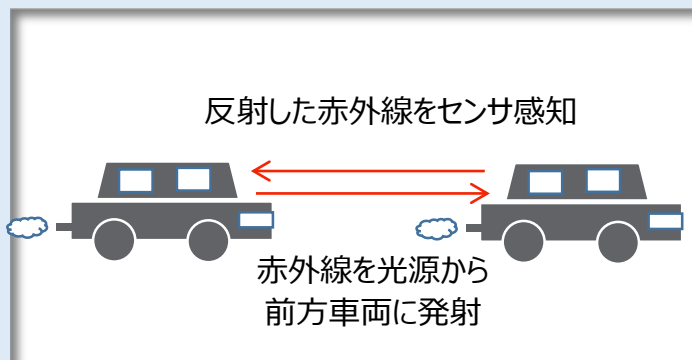 反射した赤外線をセンサ感知
赤外線を光源から
前方車両に発射